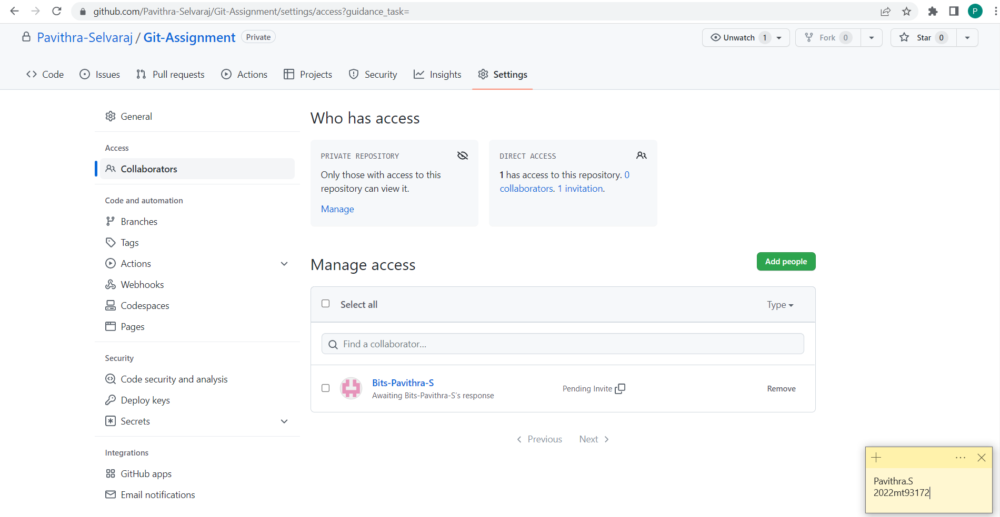 github.com/Pavithra-Selvaraj/Git-Assignment/settings/access?guidance_task=
P
Pavithra-Selvaraj / Git-Assignment Private
Unwatch 1 Fork 0 Star 0
Code Issues Pull requests Actions Projects Security Insights Settings
General
Access
Collaborators
Code and automation
Branches
Tags
Actions
Webhooks
Codespaces
Pages
Security
Code security and analysis
Deploy keys
Secrets
Integrations
GitHub apps
Email notifications
Who has access
PRIVATE REPOSITORY
Only those with access to this
repository can view it.
Manage
DIRECT ACCESS
1 has access to this repository. 0
collaborators. 1 invitation.
Manage access
Add people
Select all
Type
Find a collaborator...
Bits-Pavithra-S
Awaiting Bits-Pavithra-S's response
Pending Invite
Remove
Previous Next
Pavithra.S
2022mt93172